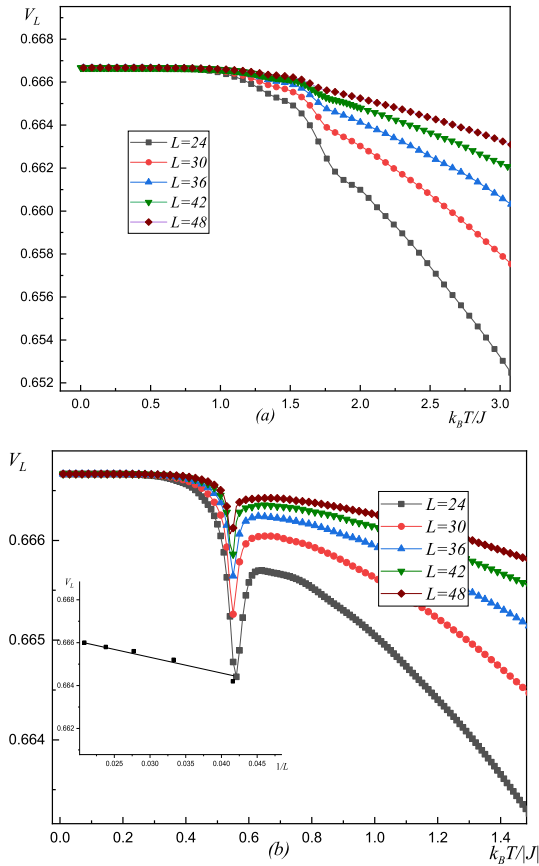 V_L
0.668
0.666
0.664
0.662
0.660
0.658
0.656
0.654
0.652
L=24
L=30
L=36
L=42
L=48
0.0 0.5 1.0 1.5 2.0 2.5 3.0
(a) k_BT/J
V_L
0.666
0.665
0.664
L=24
L=30
L=36
L=42
L=48
V_L
0.668
0.666
0.664
0.662
0.025 0.030 0.035 0.040 0.045
1/L
0.0 0.2 0.4 0.6 0.8 1.0 1.2 1.4
(b) k_BT/|J|